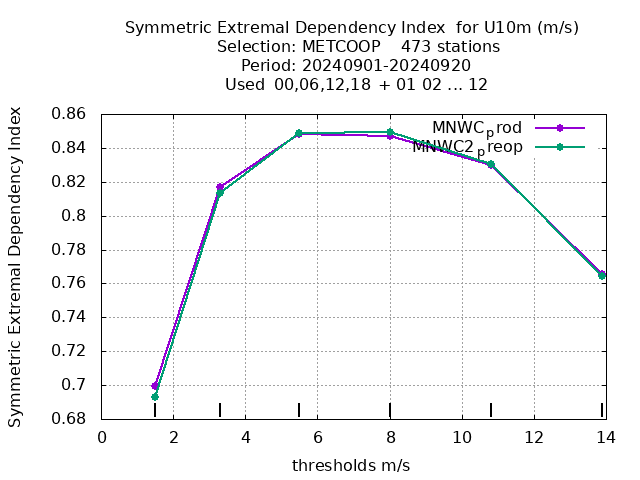 Symmetric Extremal Dependency Index  for U10m (m/s)
Selection: METCOOP    473 stations
Period: 20240901-20240920
Used  00,06,12,18  + 01 02 ... 12
Symmetric Extremal Dependency Index
0.86
0.84
0.82
0.8
0.78
0.76
0.74
0.72
0.7
0.68
MNWCprod
MNWC2preop
0 2 4 6 8 10 12 14
thresholds m/s